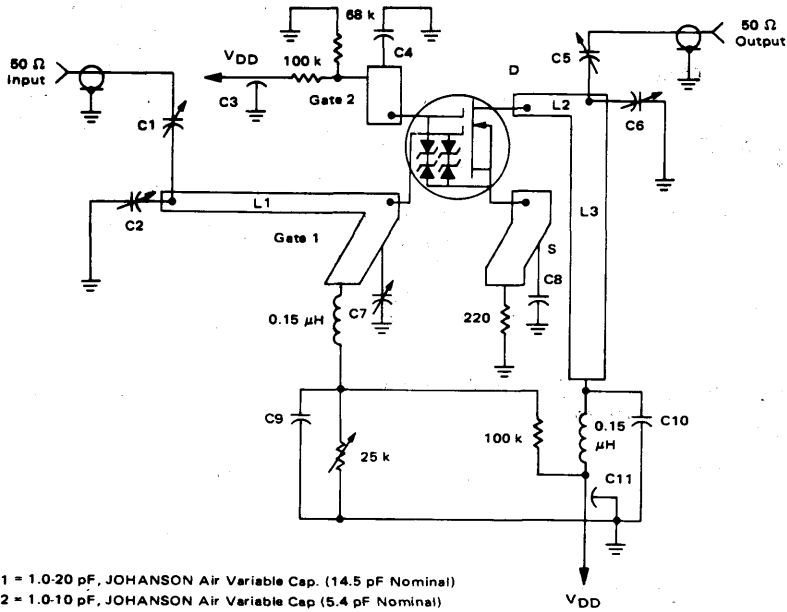 68 k
50 Ω
Output
50 Ω
Input
VDD
100 k
C4
C5
D
C3
Gate 2
L2
C1
C6
L1
C2
Gate 1
L3
S
C8
0.15 μH
C7
220
C9
100 k
0.15
μH
C10
25 k
C11
VDD
1 = 1.0-20 pF, JOHANSON Air Variable Cap. (14.5 pF Nominal)
2 = 1.0-10 pF, JOHANSON Air Variable Cap (5.4 pF Nominal)